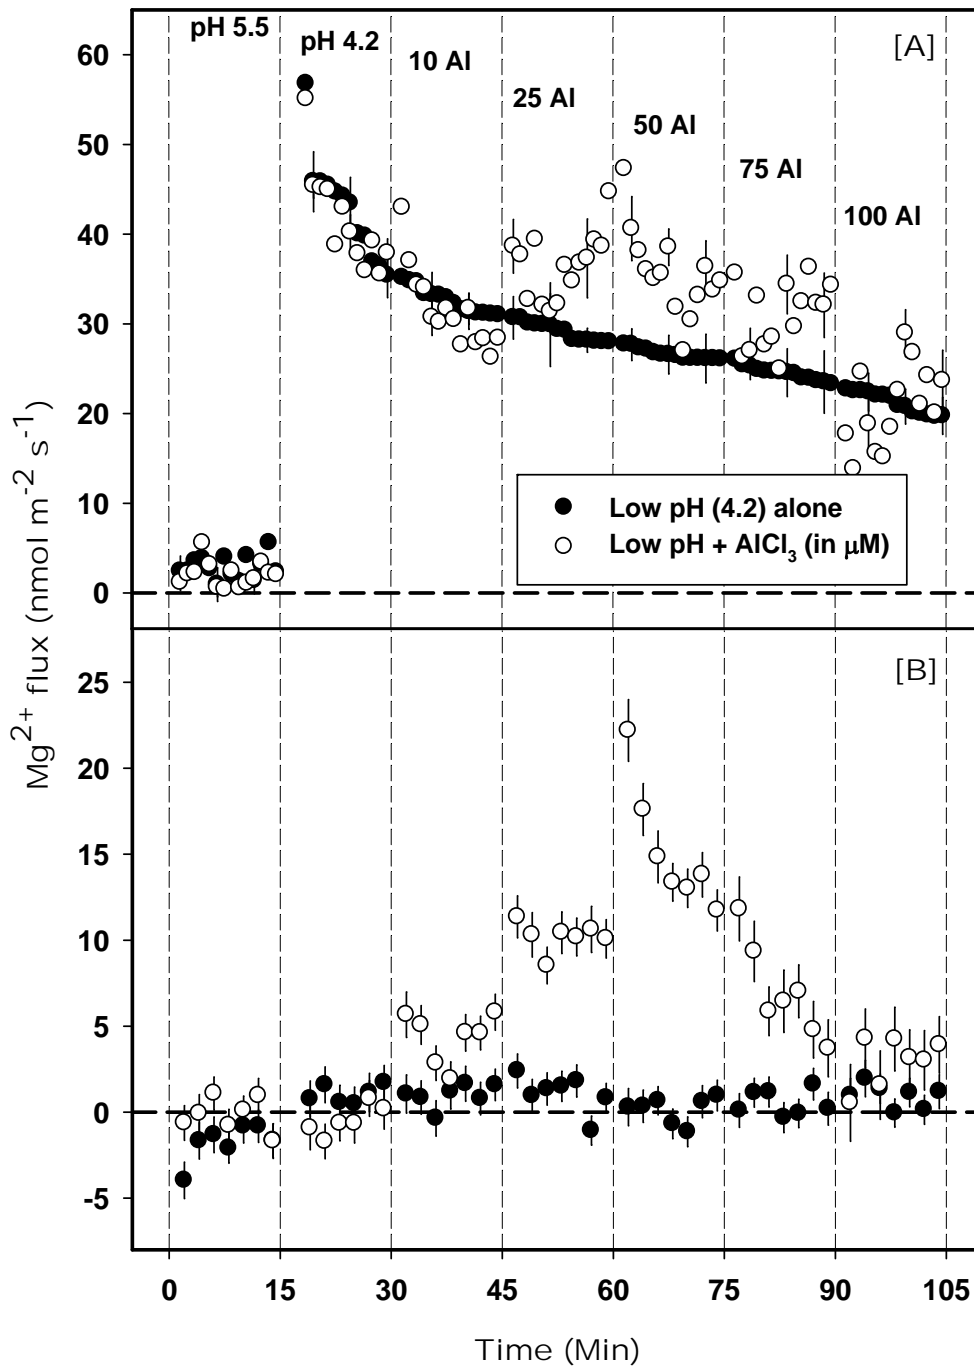 pH 5.5
pH 4.2
10 Al
25 Al
50 Al
75 Al
100 Al
[A]
60
50
40
30
20
10
0
Low pH (4.2) alone
Low pH + AlCl₃ (in μM)
Mg²⁺ flux (nmol m⁻² s⁻¹)
[B]
25
20
15
10
5
0
-5
0 15 30 45 60 75 90 105
Time (Min)